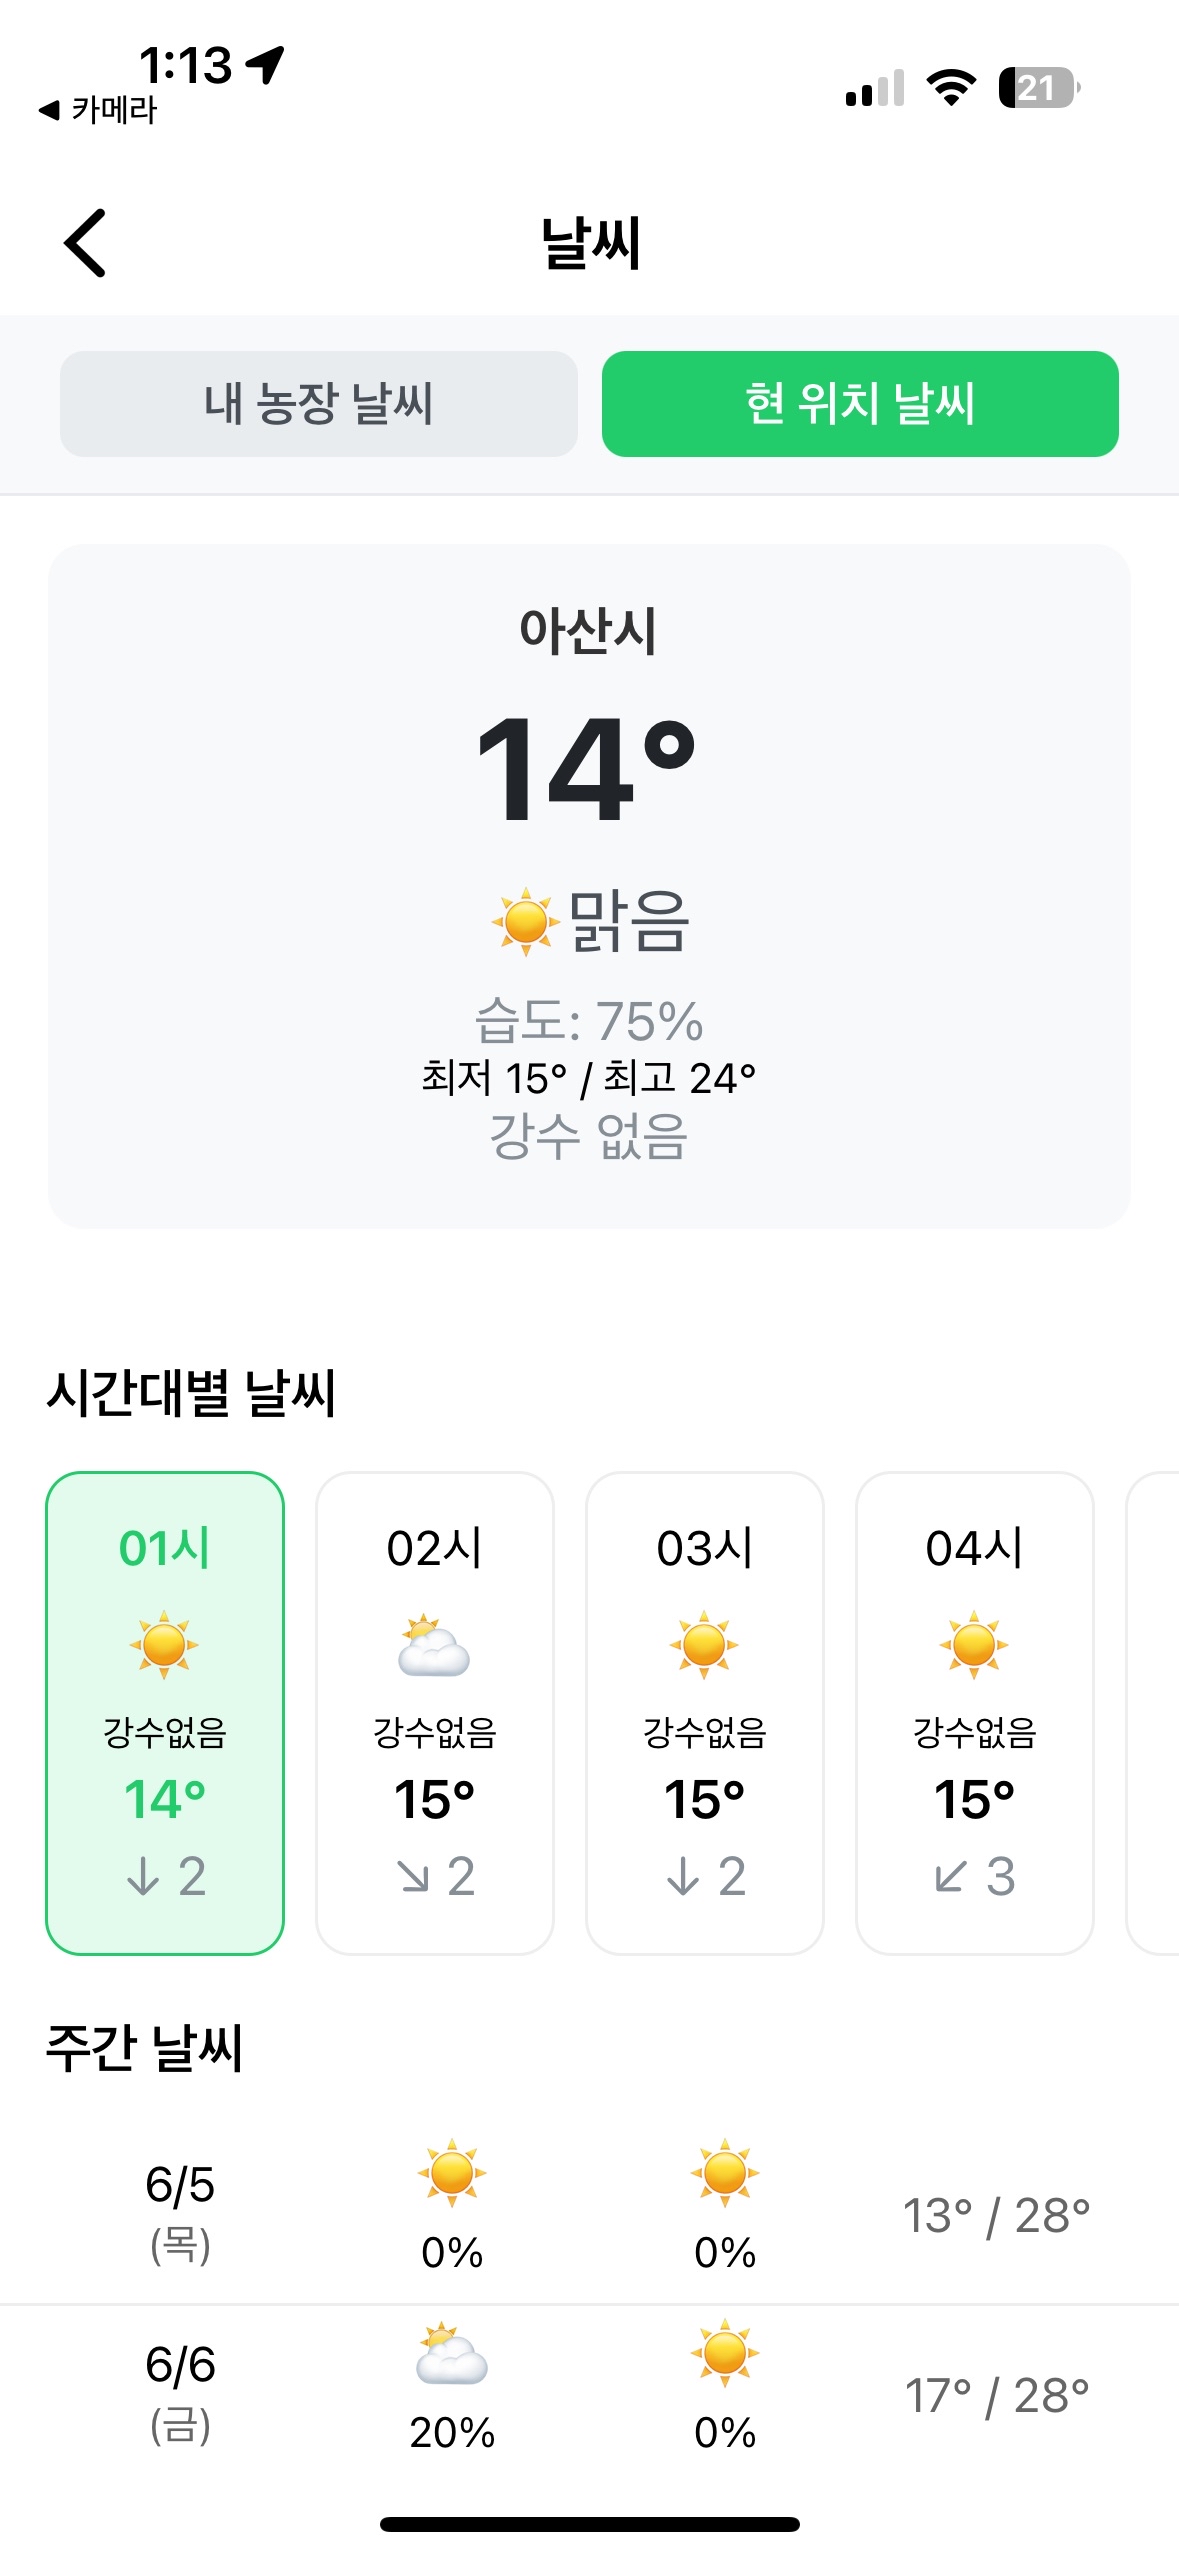 1:13
카메라
21
날씨
내 농장 날씨
현 위치 날씨
아산시
14°
맑음
습도: 75%
최저 15° / 최고 24°
강수 없음
시간대별 날씨
01시
강수없음
14°
↓ 2
02시
강수없음
15°
↘ 2
03시
강수없음
15°
↓ 2
04시
강수없음
15°
↙ 3
주간 날씨
6/5
(목)
0%
0%
13° / 28°
6/6
(금)
20%
0%
17° / 28°